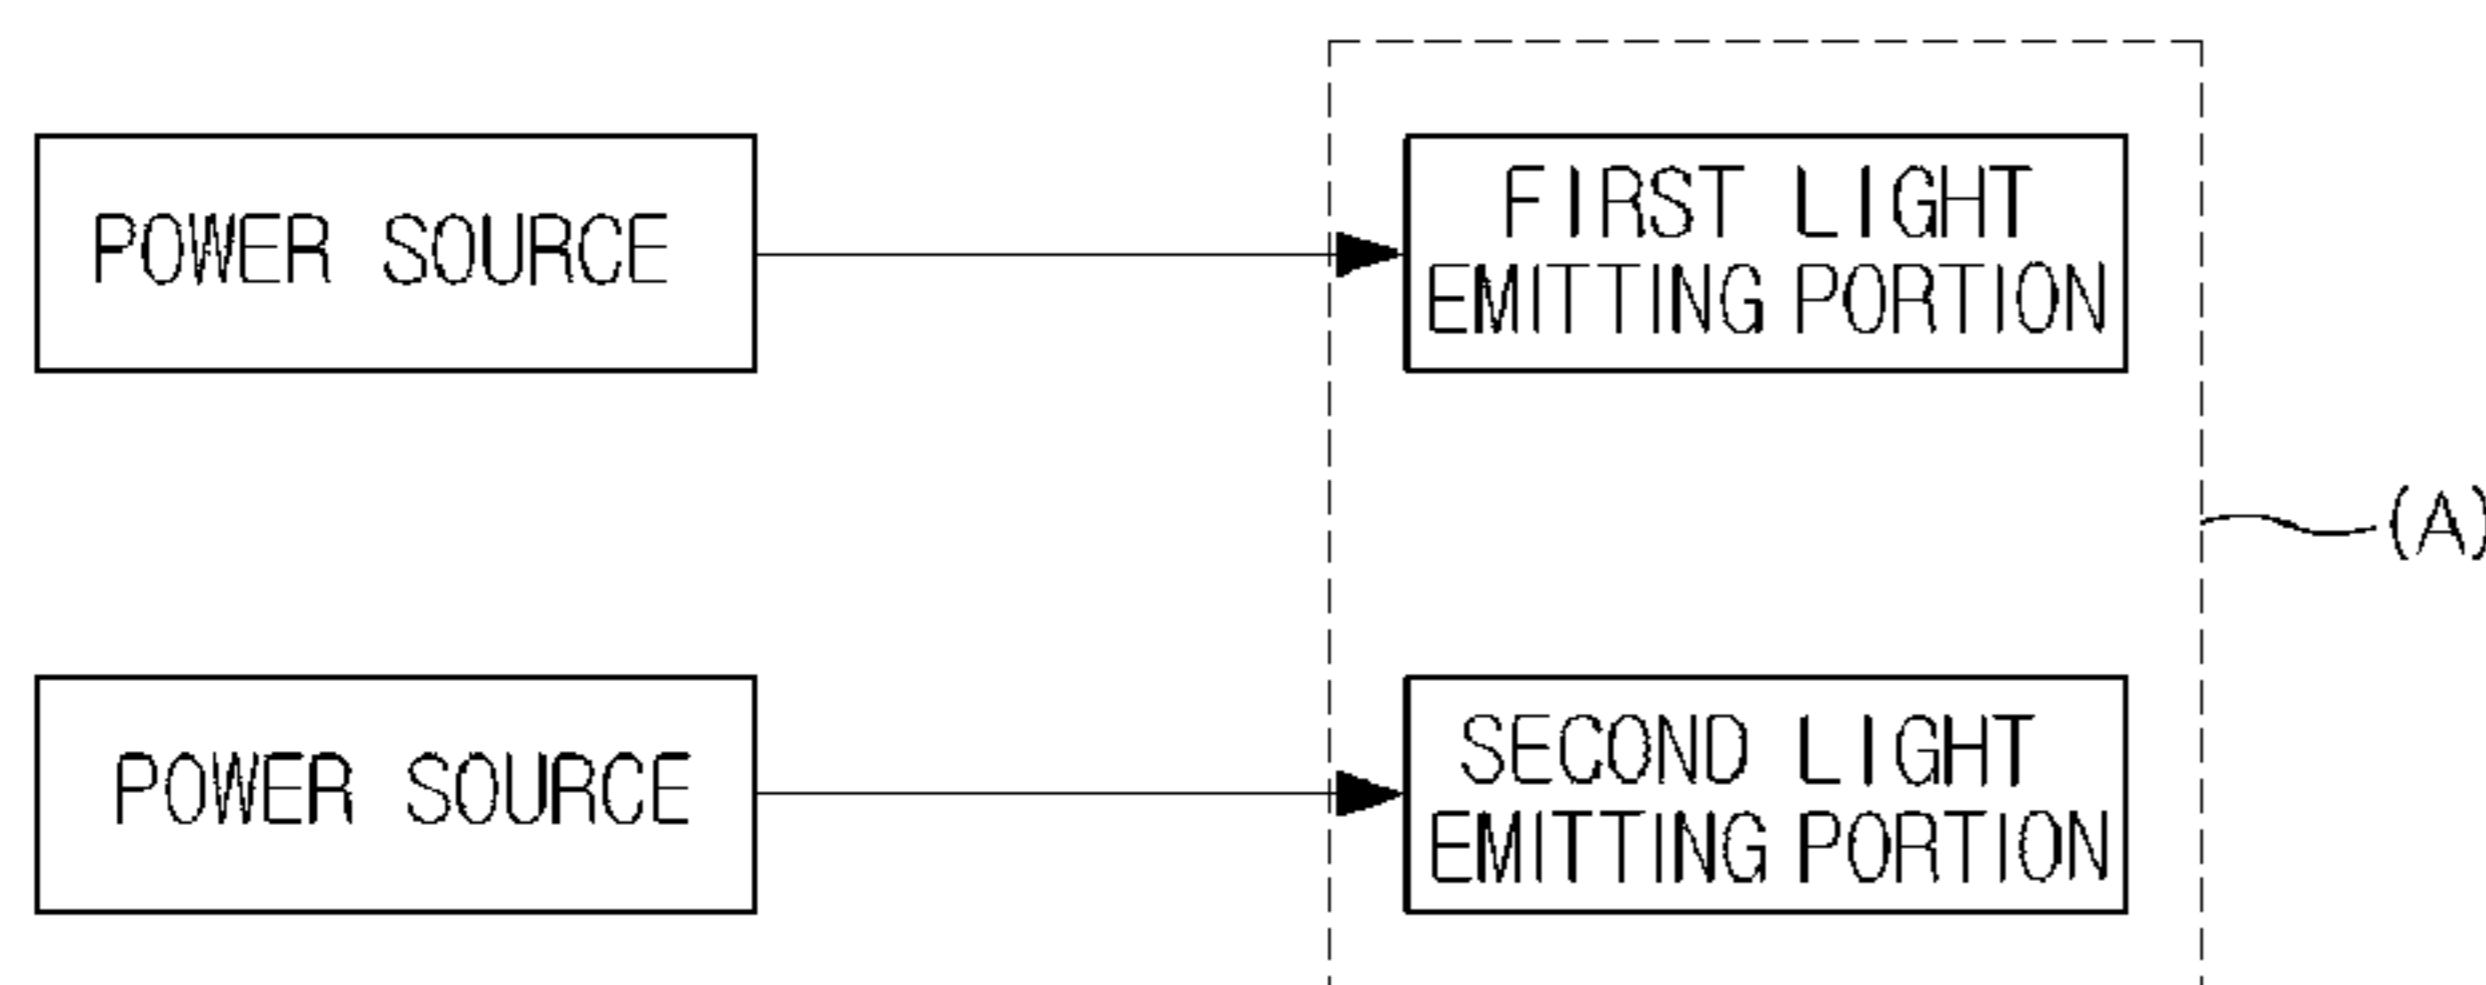 POWER SOURCE
FIRST LIGHT
EMITTING PORTION
(A)
POWER SOURCE
SECOND LIGHT
EMITTING PORTION